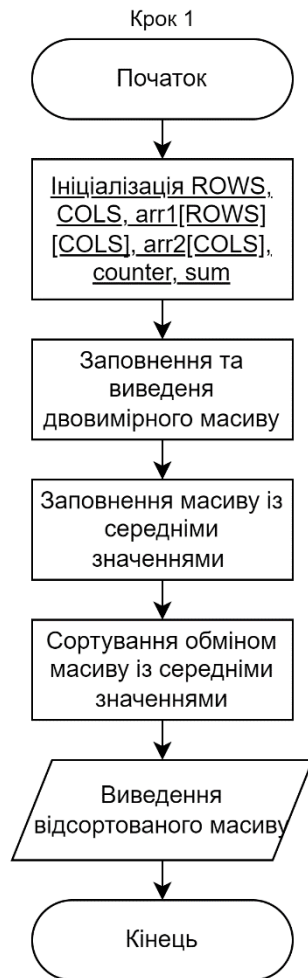 Крок 1
Початок
Ініціалізація ROWS,
COLS, arr1[ROWS]
[COLS], arr2[COLS],
counter, sum
Заповнення та
виведеня
двовимірного масиву
Заповнення масиву із
середніми
значеннями
Сортування обміном
масиву із середніми
значеннями
Виведення
відсортованого масиву
Кінець